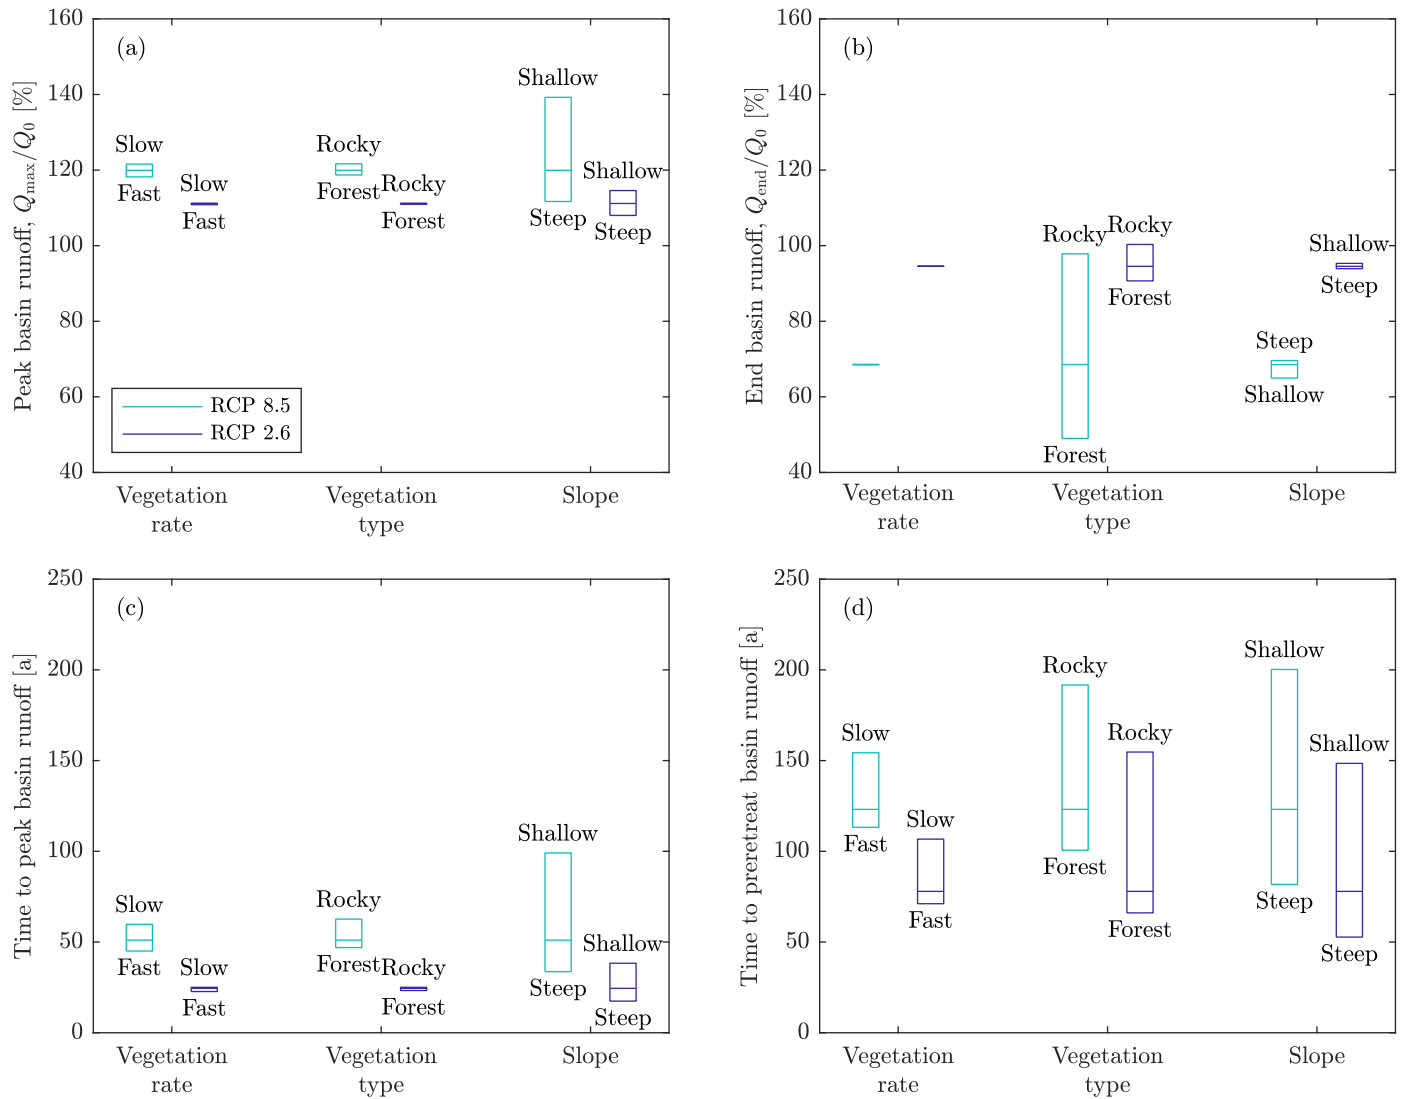 160
140
120
100
80
60
40
Peak basin runoff, Qmax/Q0 [%]
(a)
Slow
Fast
Slow
Fast
Rocky
Forest
Rocky
Forest
Shallow
Steep
Shallow
Steep
RCP 8.5
RCP 2.6
Vegetation
rate
Vegetation
type
Slope
160
140
120
100
80
60
40
End basin runoff, Qend/Q0 [%]
(b)
Rocky
Forest
Rocky
Forest
Steep
Shallow
Shallow
Steep
Vegetation
rate
Vegetation
type
Slope
250
200
150
100
50
0
Time to peak basin runoff [a]
(c)
Slow
Fast
Slow
Fast
Rocky
Forest
Rocky
Forest
Shallow
Steep
Shallow
Steep
Vegetation
rate
Vegetation
type
Slope
250
200
150
100
50
0
Time to preretreat basin runoff [a]
(d)
Slow
Fast
Slow
Fast
Rocky
Forest
Rocky
Forest
Shallow
Steep
Shallow
Steep
Vegetation
rate
Vegetation
type
Slope